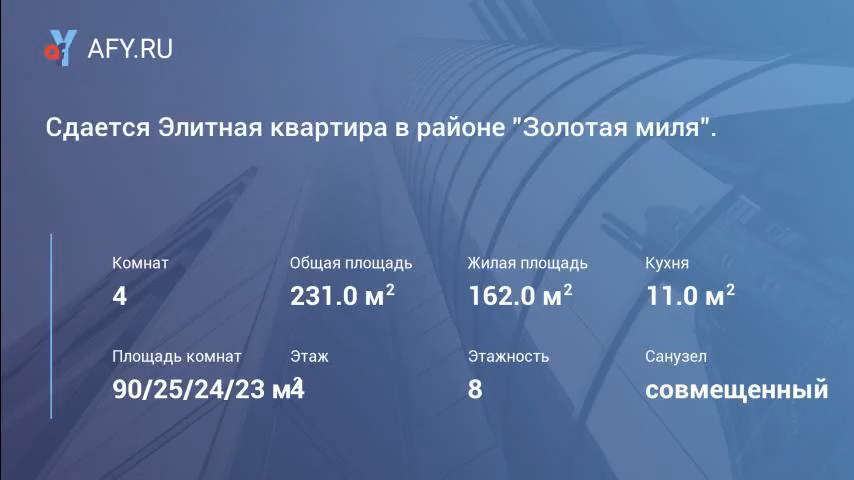 AFY.RU
Сдается Элитная квартира в районе "Золотая миля".
Комнат Общая площадь Жилая площадь Кухня
4 231.0 м² 162.0 м² 11.0 м²
Площадь комнат Этаж Этажность Санузел
90/25/24/23 м² 4 8 совмещенный